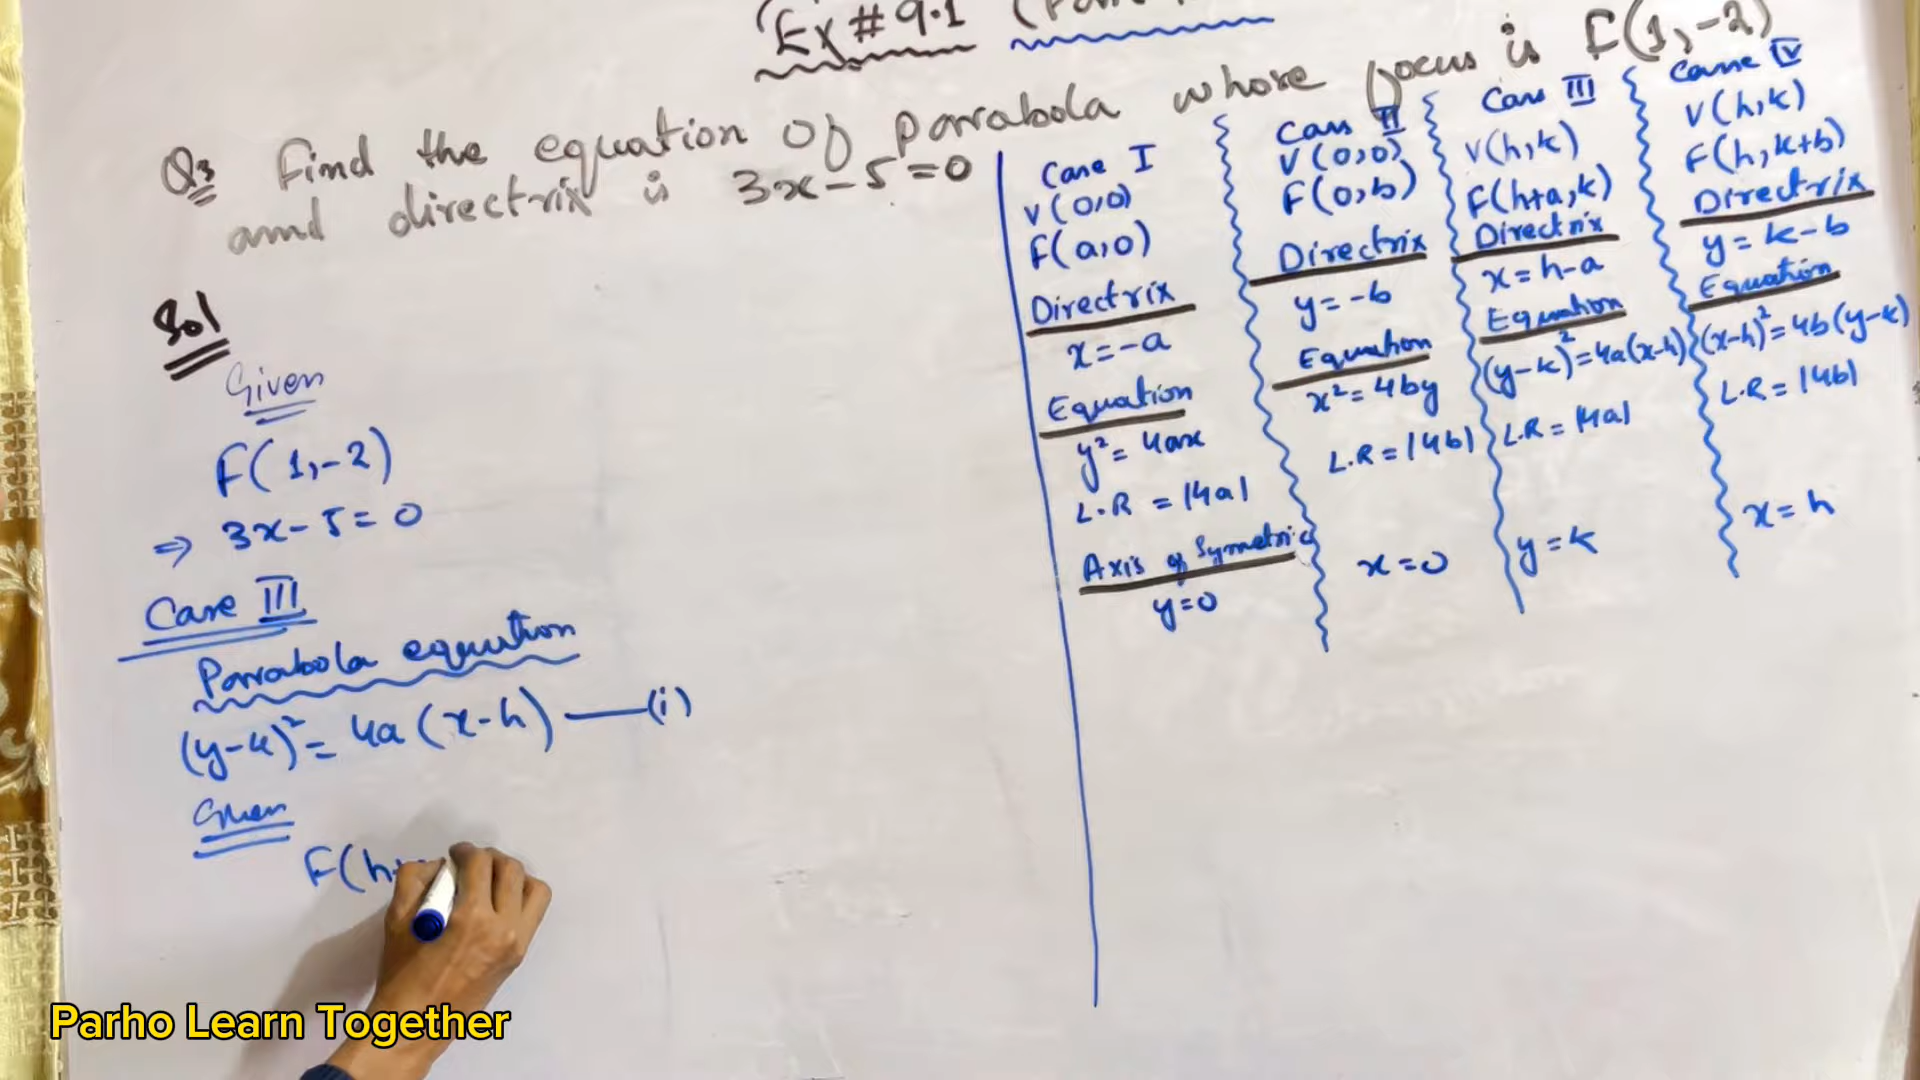 Ex # 9.1
Q3 Find the equation of parabola whose focus is F(1,-2)
and directrix is 3x-5=0
Sol
Given
F(1,-2)
⇒ 3x-5=0
Case III
Parabola equation
(y-k)²=4a(x-h) —(i)
Given
F(h+
Case I
V(0,0)
F(a,0)
Directrix
x=-a
Equation
y²=4ax
L.R=|4a|
Axis of Symetric
y=0
Cass II
V(0,0)
F(0,b)
Directrix
y=-b
Equation
x²=4by
L.R=|4b|
x=0
Cass III
V(h,k)
F(h+a,k)
Directrix
x=h-a
Equation
(y-k)²=4a(x-h)
L.R=|4a|
y=k
Case IV
V(h,k)
F(h,k+b)
Directrix
y=k-b
Equation
(x-h)²=4b(y-k)
L.R=|4b|
x=h
Parho Learn Together